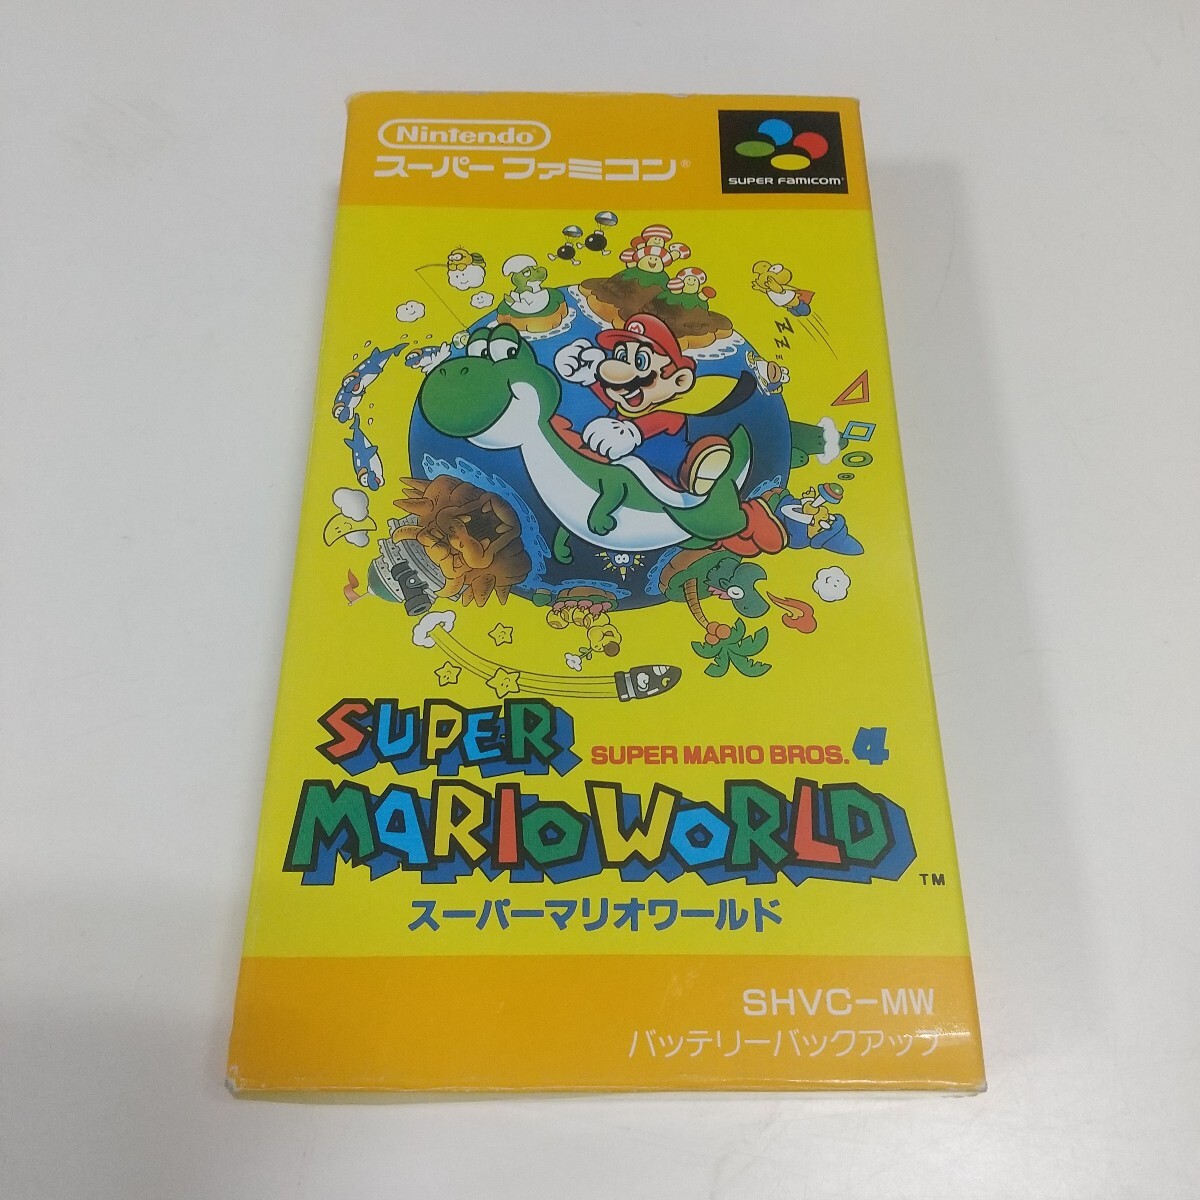 Nintendo®
スーパーファミコン®
SUPER FAMICOM
M
Z Z Z
SUPER
SUPER MARIO BROS. 4
MARIO WORLD ™
スーパーマリオワールド
SHVC-MW
バッテリーバックアップ